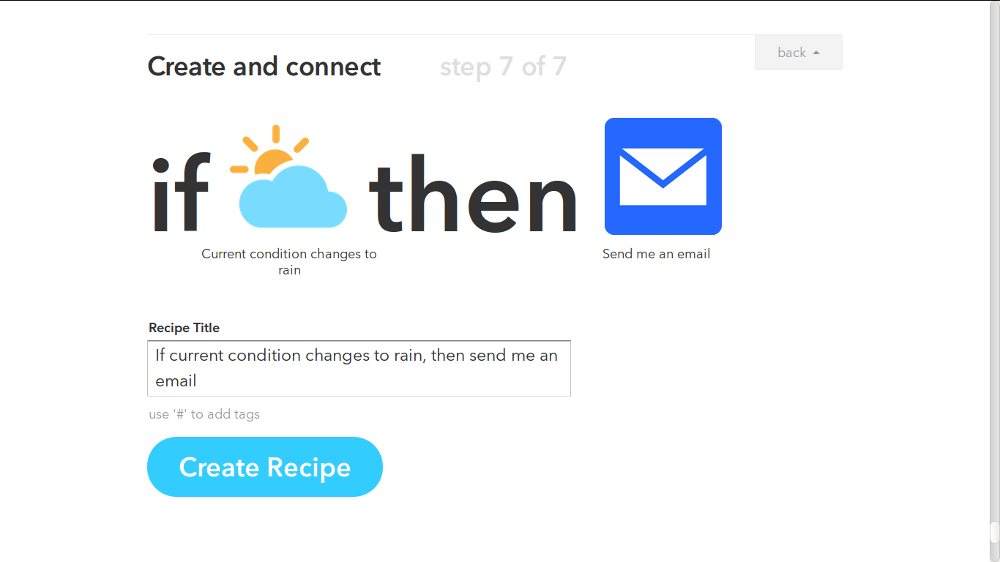 Create and connect
step 7 of 7
back
if
then
Current condition changes to
rain
Send me an email
Recipe Title
If current condition changes to rain, then send me an
email
use '#' to add tags
Create Recipe